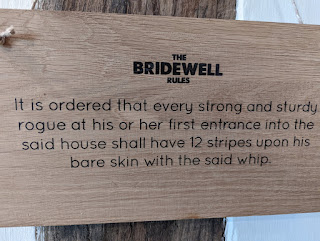 THE
BRIDEWELL
RULES
It is ordered that every strong and sturdy
rogue at his or her first entrance into the
said house shall have 12 stripes upon his
bare skin with the said whip.